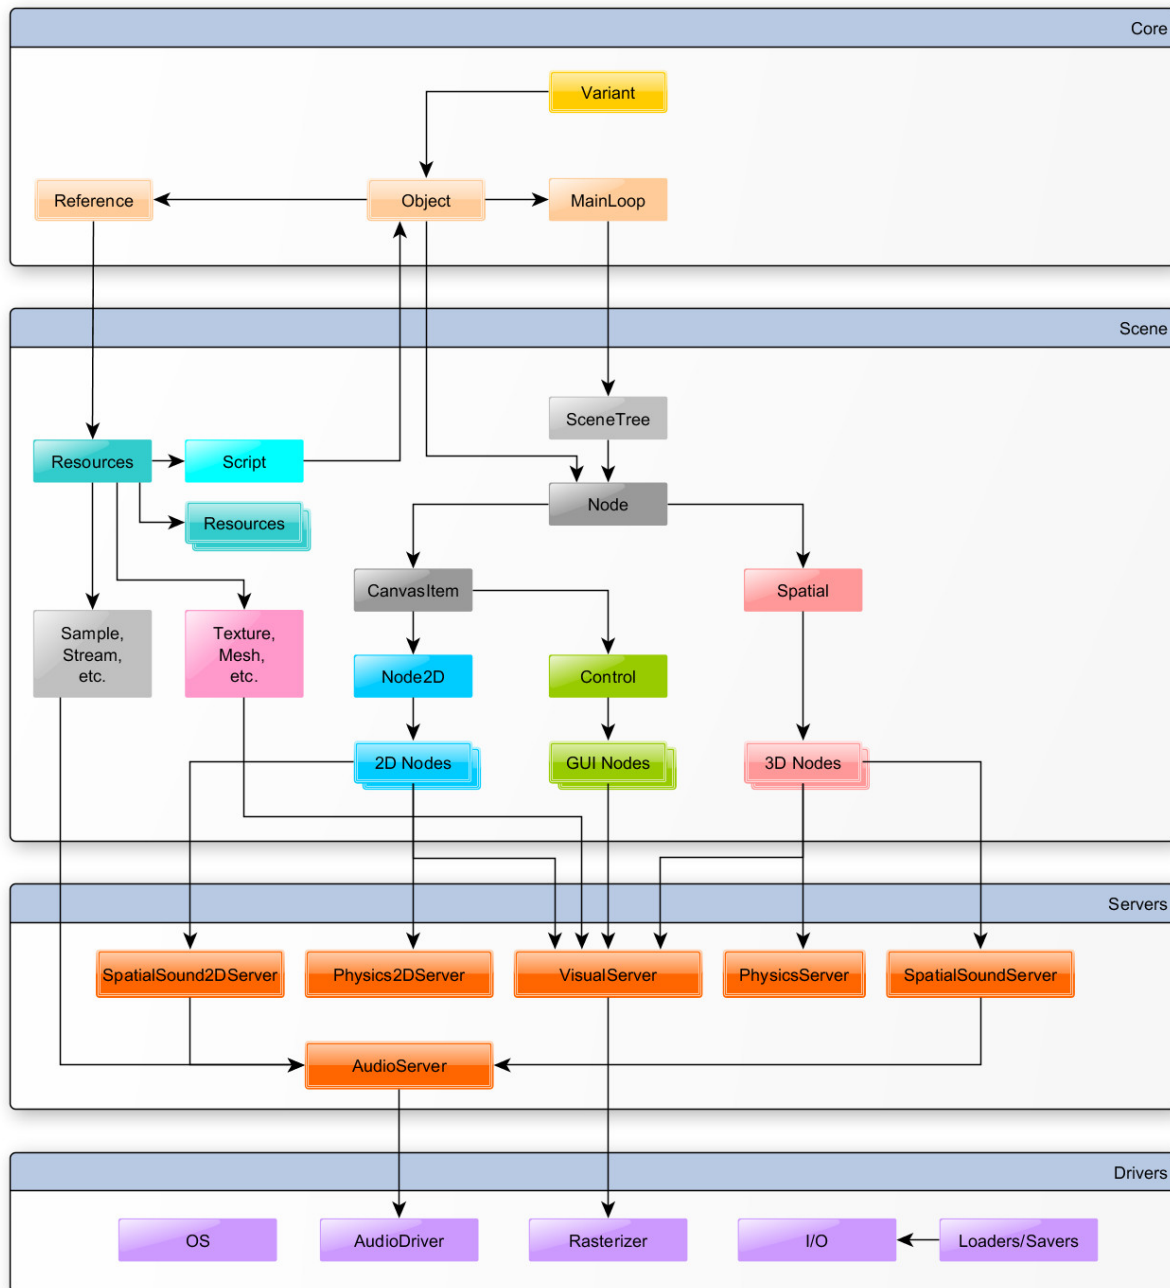 Core
Variant
Reference
Object
MainLoop
Scene
SceneTree
Resources
Script
Node
Resources
CanvasItem
Spatial
Sample,
Stream,
etc.
Texture,
Mesh,
etc.
Node2D
Control
2D Nodes
GUI Nodes
3D Nodes
Servers
SpatialSound2DServer
Physics2DServer
VisualServer
PhysicsServer
SpatialSoundServer
AudioServer
Drivers
OS
AudioDriver
Rasterizer
I/O
Loaders/Savers